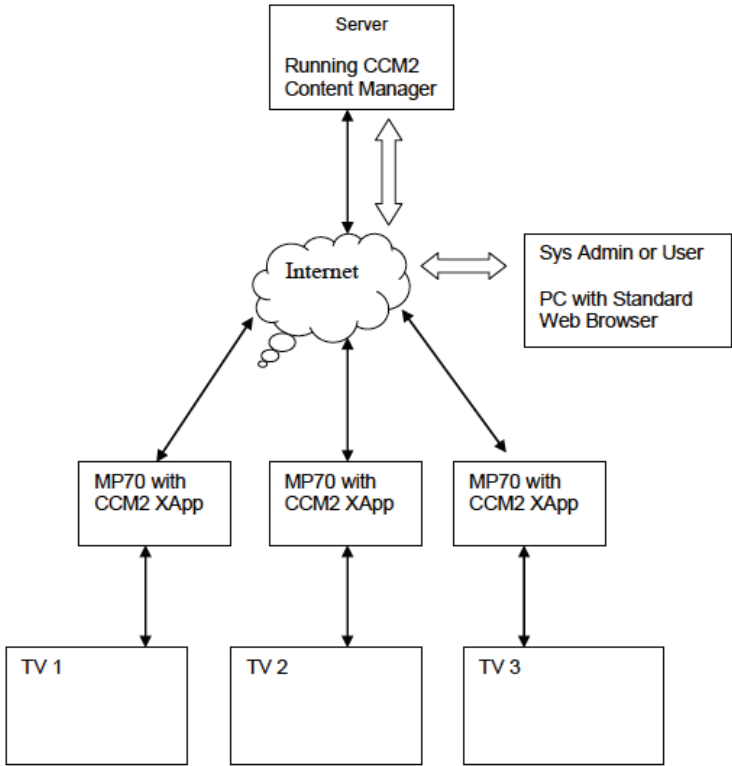 Server
Running CCM2
Content Manager
Internet
Sys Admin or User
PC with Standard
Web Browser
MP70 with
CCM2 XApp
MP70 with
CCM2 XApp
MP70 with
CCM2 XApp
TV 1
TV 2
TV 3